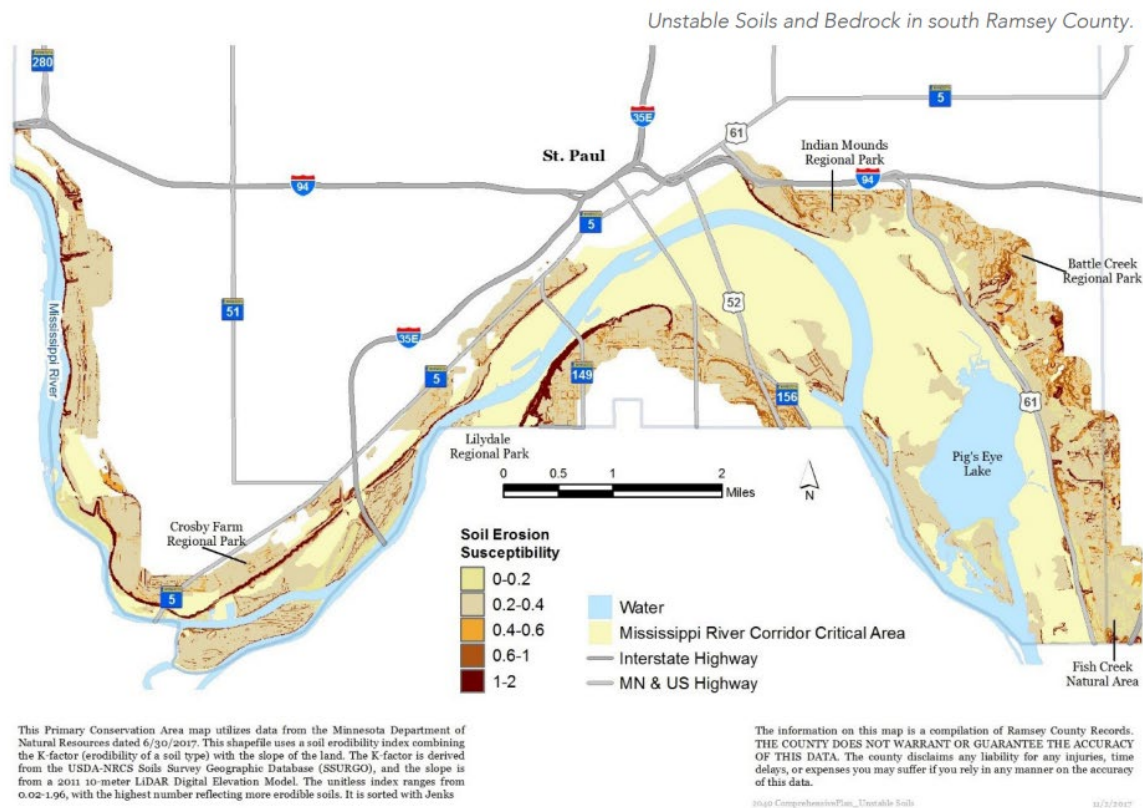 Unstable Soils and Bedrock in south Ramsey County.
280
5
35E
61
St. Paul
Indian Mounds
Regional Park
94
94
5
Battle Creek
Regional Park
51
52
Mississippi River
35E
5
149
156
61
Lilydale
Regional Park
Pig's Eye
Lake
0 0.5 1 2
Miles
N
Crosby Farm
Regional Park
5
Soil Erosion
Susceptibility
0-0.2
0.2-0.4
0.4-0.6
0.6-1
1-2
Water
Mississippi River Corridor Critical Area
Interstate Highway
MN & US Highway
Fish Creek
Natural Area
This Primary Conservation Area map utilizes data from the Minnesota Department of
Natural Resources dated 6/30/2017. This shapefile uses a soil erodibility index combining
the K-factor (erodibility of a soil type) with the slope of the land. The K-factor is derived
from the USDA-NRCS Soils Survey Geographic Database (SSURGO), and the slope is
from a 2011 10-meter LiDAR Digital Elevation Model. The unitless index ranges from
0.02-1.96, with the highest number reflecting more erodible soils. It is sorted with Jenks
The information on this map is a compilation of Ramsey County Records.
THE COUNTY DOES NOT WARRANT OR GUARANTEE THE ACCURACY
OF THIS DATA. The county disclaims any liability for any injuries, time
delays, or expenses you may suffer if you rely in any manner on the accuracy
of this data.
2040 ComprehensivePlan_Unstable Soils
11/2/2017